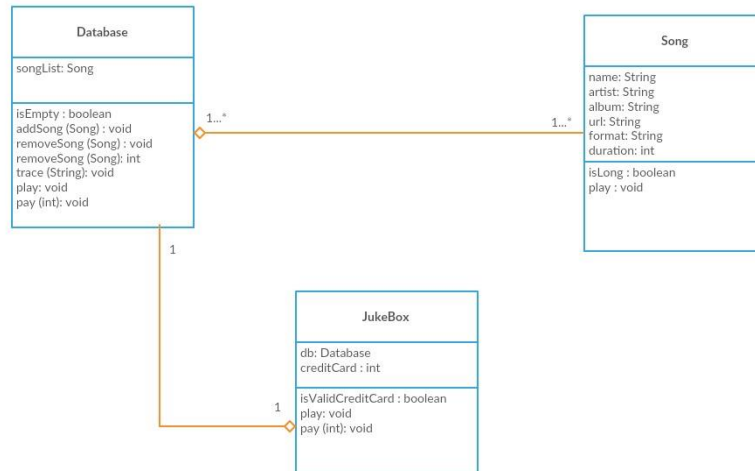 Database
songList: Song
isEmpty : boolean
addSong (Song) : void
removeSong (Song) : void
removeSong (Song): int
trace (String): void
play: void
pay (int): void
1...*
1...*
Song
name: String
artist: String
album: String
url: String
format: String
duration: int
isLong : boolean
play : void
1
1
JukeBox
db: Database
creditCard : int
isValidCreditCard : boolean
play: void
pay (int): void